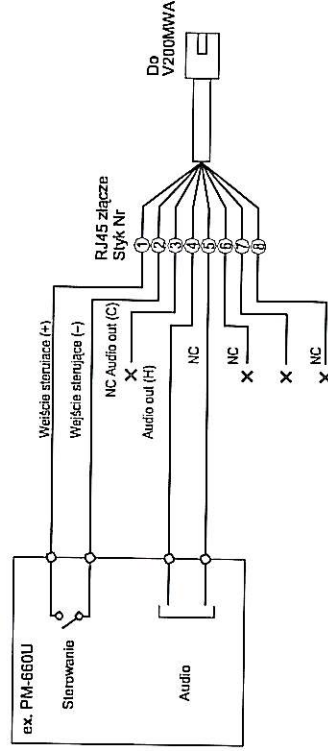 ex. PM-660U
Sterowanie
Audio
Wejście sterujące (+)
Wejście sterujące (–)
NC Audio out (C)
Audio out (H)
NC
NC
RJ45 złącze
Styk Nr
1
2
3
4
5
6
7
8
Do
V200MWA